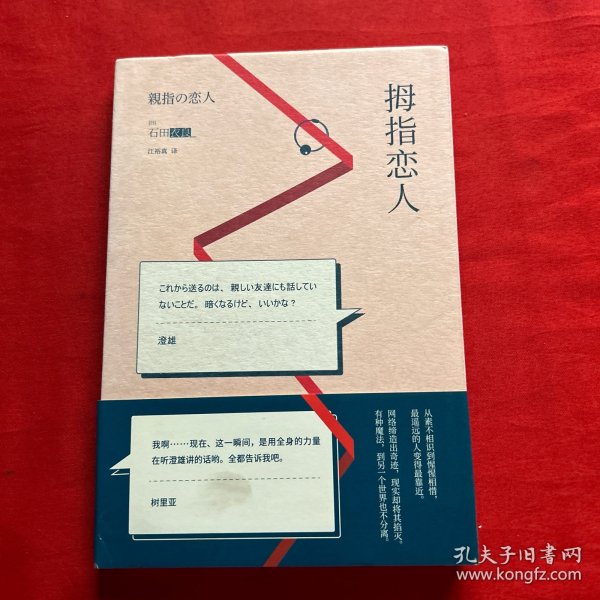 親指の恋人
[日]
石田衣良
江裕真 译
拇指恋人
これから送るのは、親しい友達にも話してい
ないことだ。暗くなるけど、いいかな？
澄雄
我啊……现在、这一瞬间，是用全身的力量
在听澄雄讲的话哟。全都告诉我吧。
树里亚
从素不相识到惺惺相惜，
最遥远的人变得最靠近。
网络缔造出奇迹，现实却将其掐灭。
有种魔法，到另一个世界也不分离。
孔夫子旧书网
www.kongfz.com